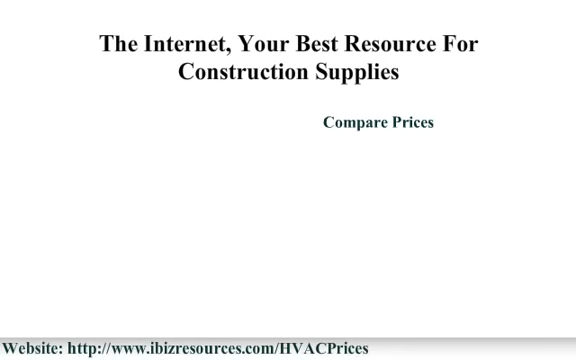 The Internet, Your Best Resource For
Construction Supplies
Compare Prices
Website: http://www.ibizresources.com/HVACPrices